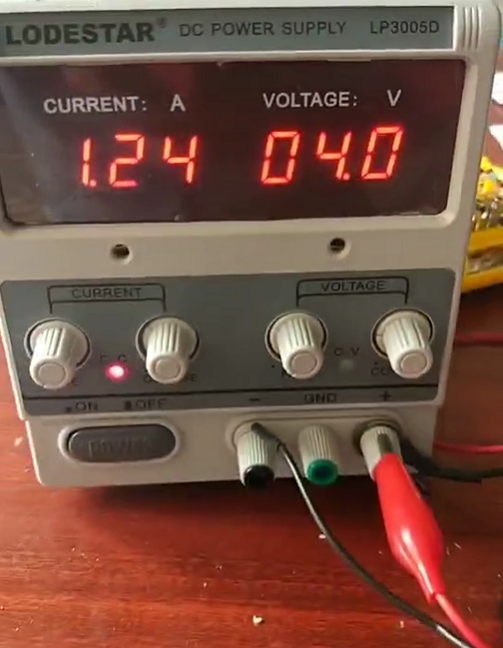 LODESTAR® DC POWER SUPPLY LP3005D
CURRENT: A VOLTAGE: V
1.24 04.0
CURRENT VOLTAGE
ON OFF
power
- GND +